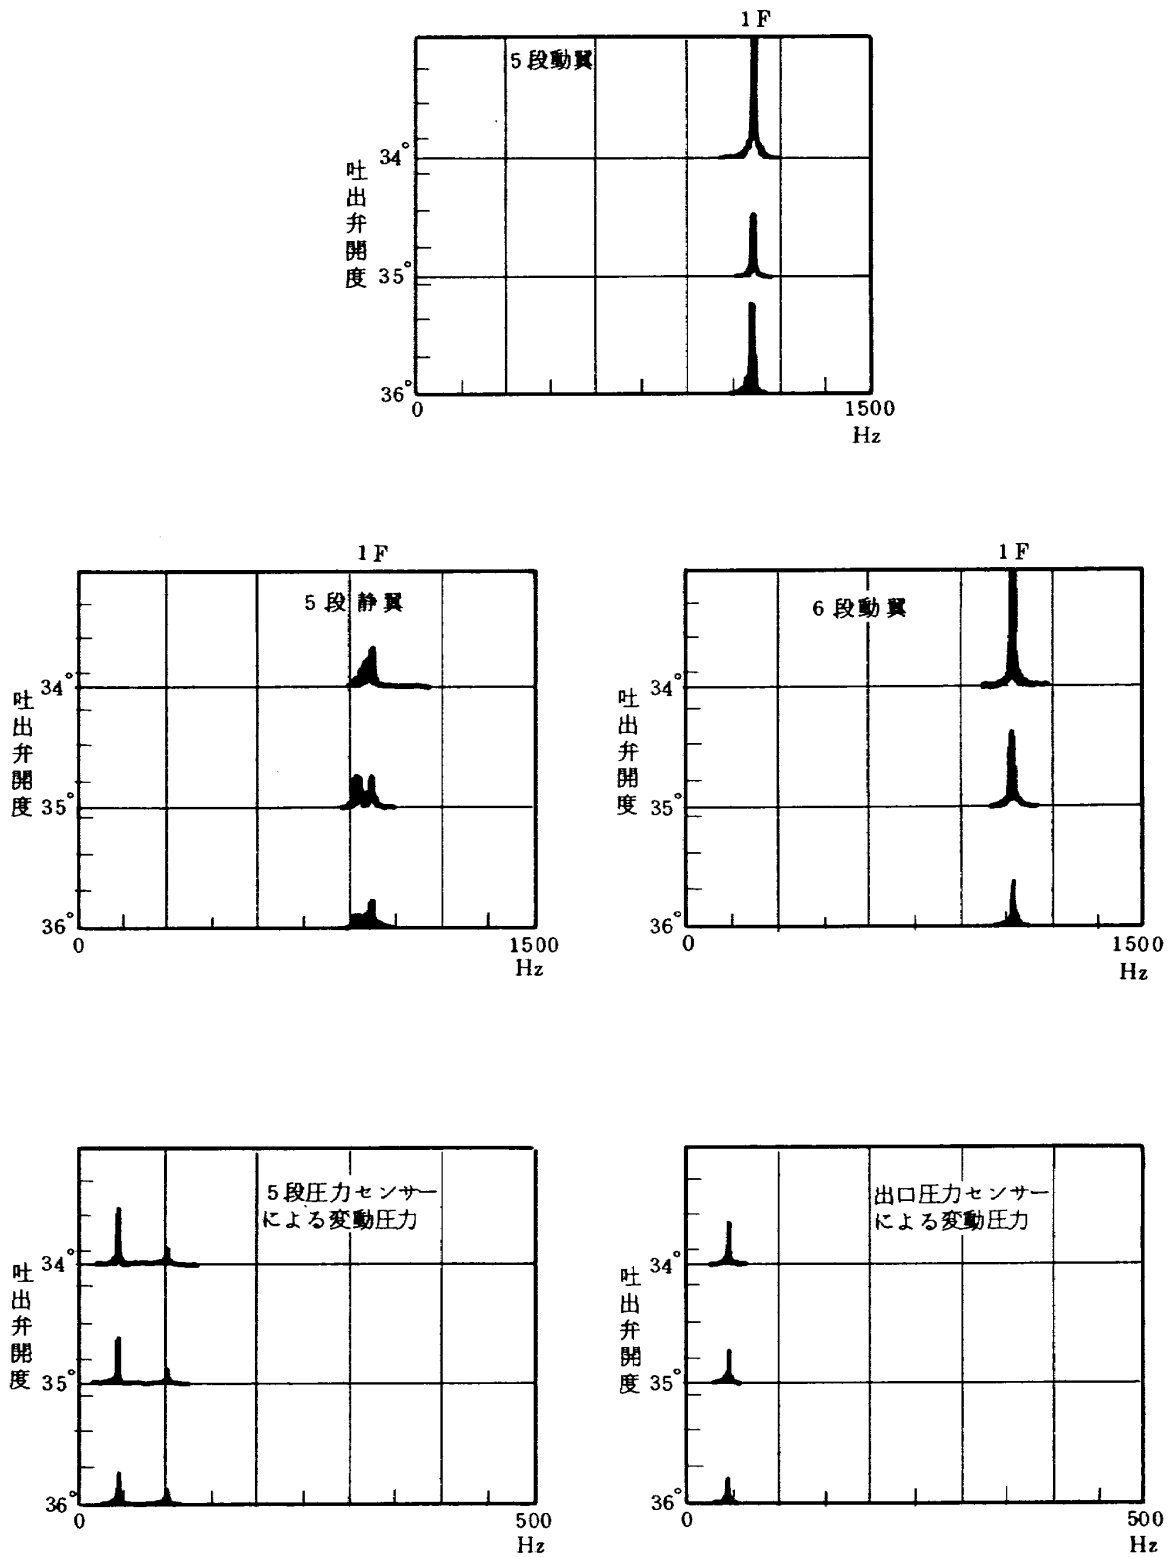 1F
5段動翼
34°
吐出弁開度
35°
36°
0
1500
Hz
1F
5段静翼
34°
吐出弁開度
35°
36°
0
1500
Hz
1F
6段動翼
34°
吐出弁開度
35°
36°
0
1500
Hz
5段圧力センサー
による変動圧力
34°
吐出弁開度
35°
36°
0
500
Hz
出口圧力センサー
による変動圧力
34°
吐出弁開度
35°
36°
0
500
Hz